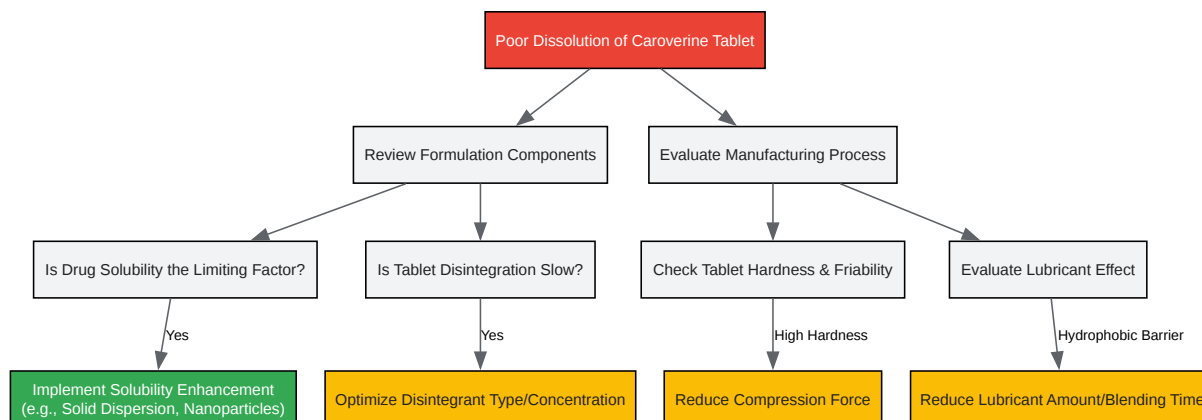 Poor Dissolution of Caroverine Tablet
Review Formulation Components
Evaluate Manufacturing Process
Is Drug Solubility the Limiting Factor?
Is Tablet Disintegration Slow?
Check Tablet Hardness & Friability
Evaluate Lubricant Effect
Yes
Yes
High Hardness
Hydrophobic Barrier
Implement Solubility Enhancement
(e.g., Solid Dispersion, Nanoparticles)
Optimize Disintegrant Type/Concentration
Reduce Compression Force
Reduce Lubricant Amount/Blending Time